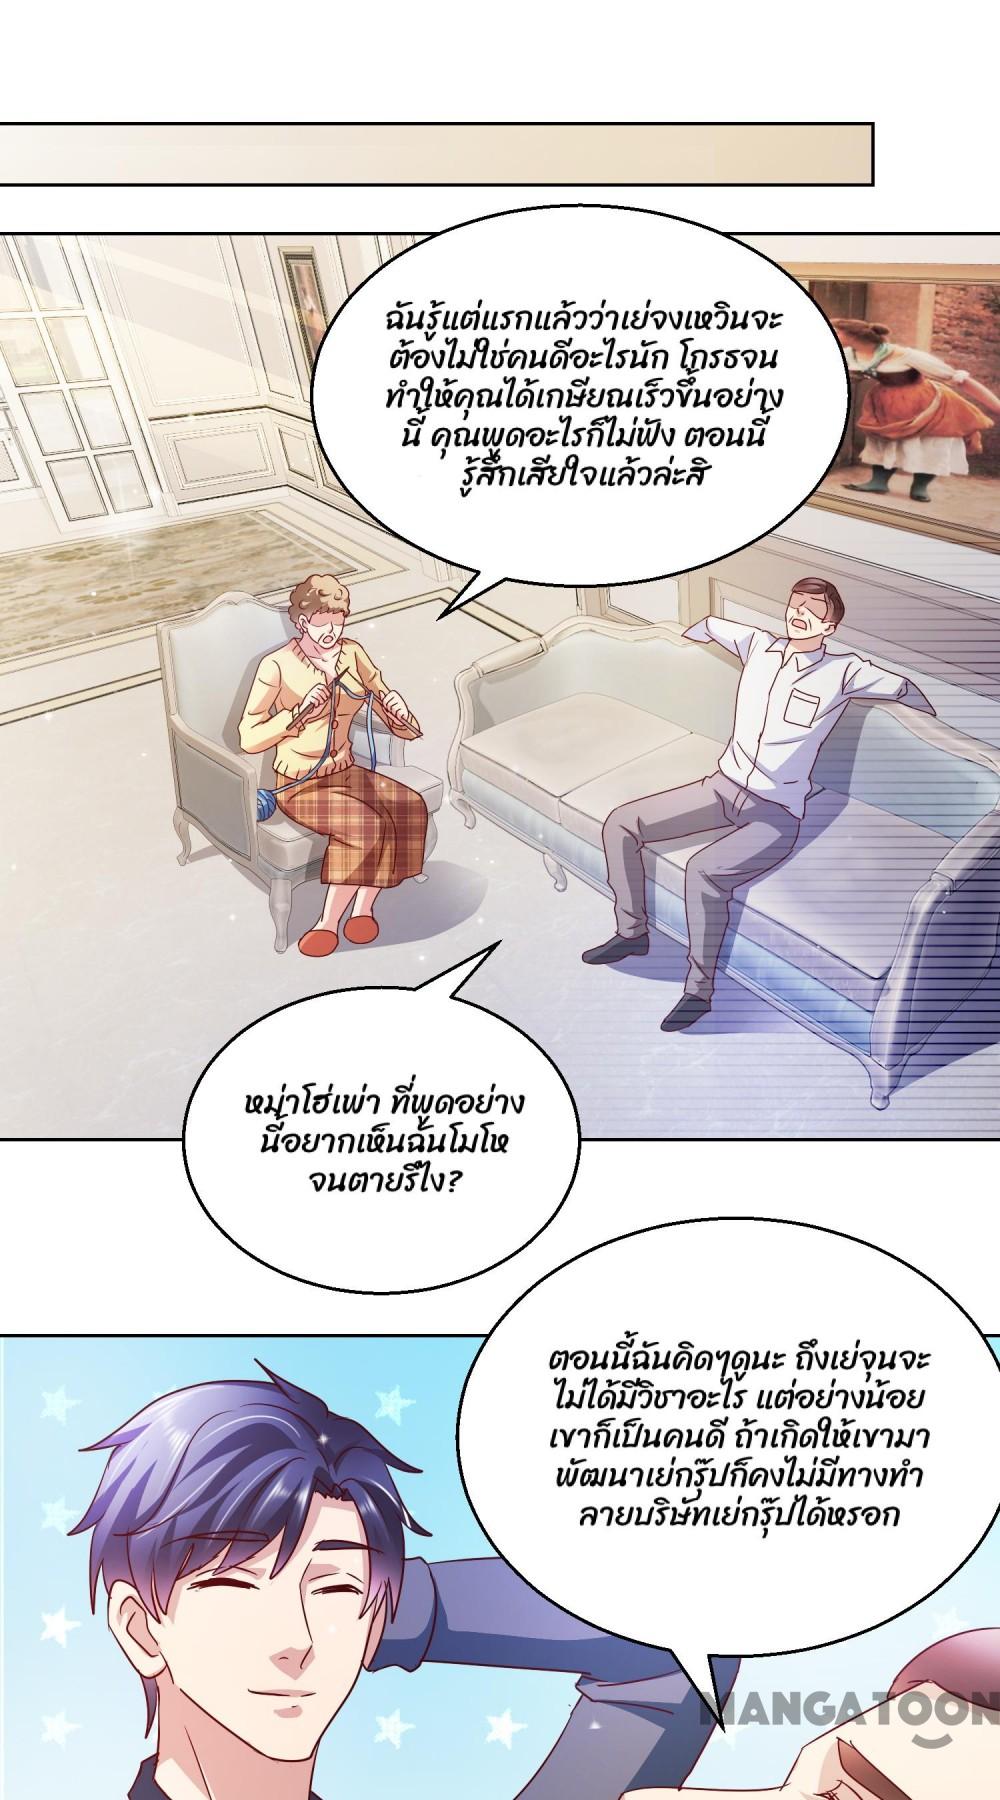 ฉันรู้แต่แรกแล้วว่าเย่จงเหวินจะ
ต้องไม่ใช่คนดีอะไรนัก โกรธจน
ทำให้คุณได้เกษียณเร็วขึ้นอย่าง
นี้ คุณพูดอะไรก็ไม่ฟัง ตอนนี้
รู้สึกเสียใจแล้วล่ะสิ
หม่าโฮ่เพ่า ที่พูดอย่าง
นี้อยากเห็นฉันโมโห
จนตายรึไง?
ตอนนี้ฉันคิดๆดูนะ ถึงเย่จุนจะ
ไม่ได้มีวิชาอะไร แต่อย่างน้อย
เขาก็เป็นคนดี ถ้าเกิดให้เขามา
พัฒนาเย่กรุ๊ปก็คงไม่มีทางทำ
ลายบริษัทเย่กรุ๊ปได้หรอก
MANGATOON